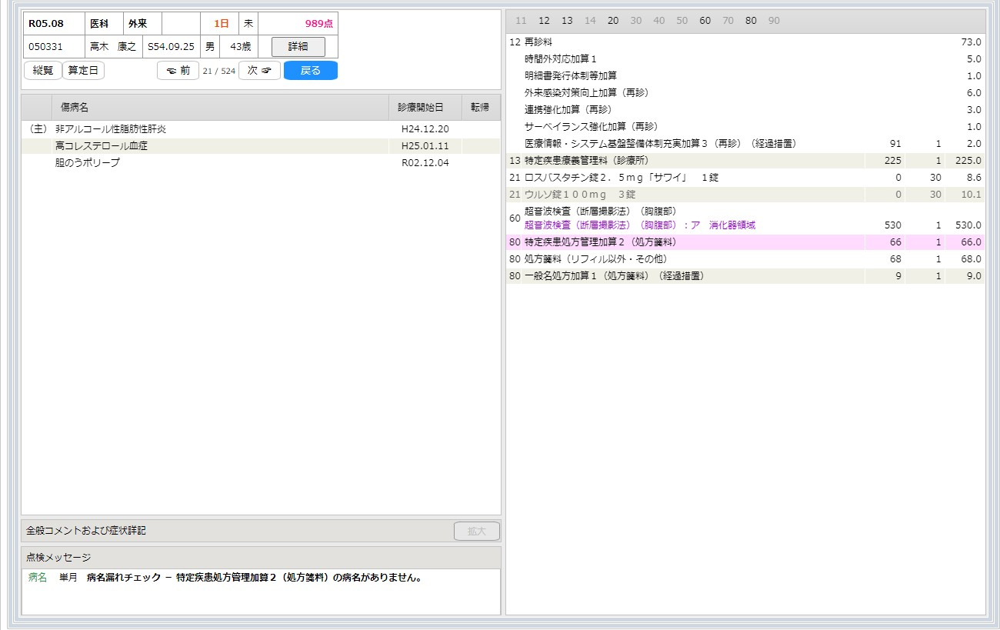 R05.08 医科 外来 1日 未 989点
050331 高木 康之 S54.09.25 男 43歳 詳細
縦覧 算定日 前 21 / 524 次 戻る
傷病名 診療開始日 転帰
（主） 非アルコール性脂肪性肝炎 H24.12.20
高コレステロール血症 H25.01.11
胆のうポリープ R02.12.04
全般コメントおよび症状詳記 拡大
点検メッセージ
病名 単月 病名漏れチェック － 特定疾患処方管理加算２（処方箋料）の病名がありません。
11 12 13 14 20 30 40 50 60 70 80 90
12 再診料 73.0
時間外対応加算１ 5.0
明細書発行体制等加算 1.0
外来感染対策向上加算（再診） 6.0
連携強化加算（再診） 3.0
サーベイランス強化加算（再診） 1.0
医療情報・システム基盤整備体制充実加算３（再診）（経過措置） 91 1 2.0
13 特定疾患療養管理料（診療所） 225 1 225.0
21 ロスバスタチン錠２．５ｍｇ「サワイ」　１錠 0 30 8.6
21 ウルソ錠１００ｍｇ　３錠 0 30 10.1
60 超音波検査（断層撮影法）（胸腹部）
超音波検査（断層撮影法）（胸腹部）：ア　消化器領域 530 1 530.0
80 特定疾患処方管理加算２（処方箋料） 66 1 66.0
80 処方箋料（リフィル以外・その他） 68 1 68.0
80 一般名処方加算１（処方箋料）（経過措置） 9 1 9.0